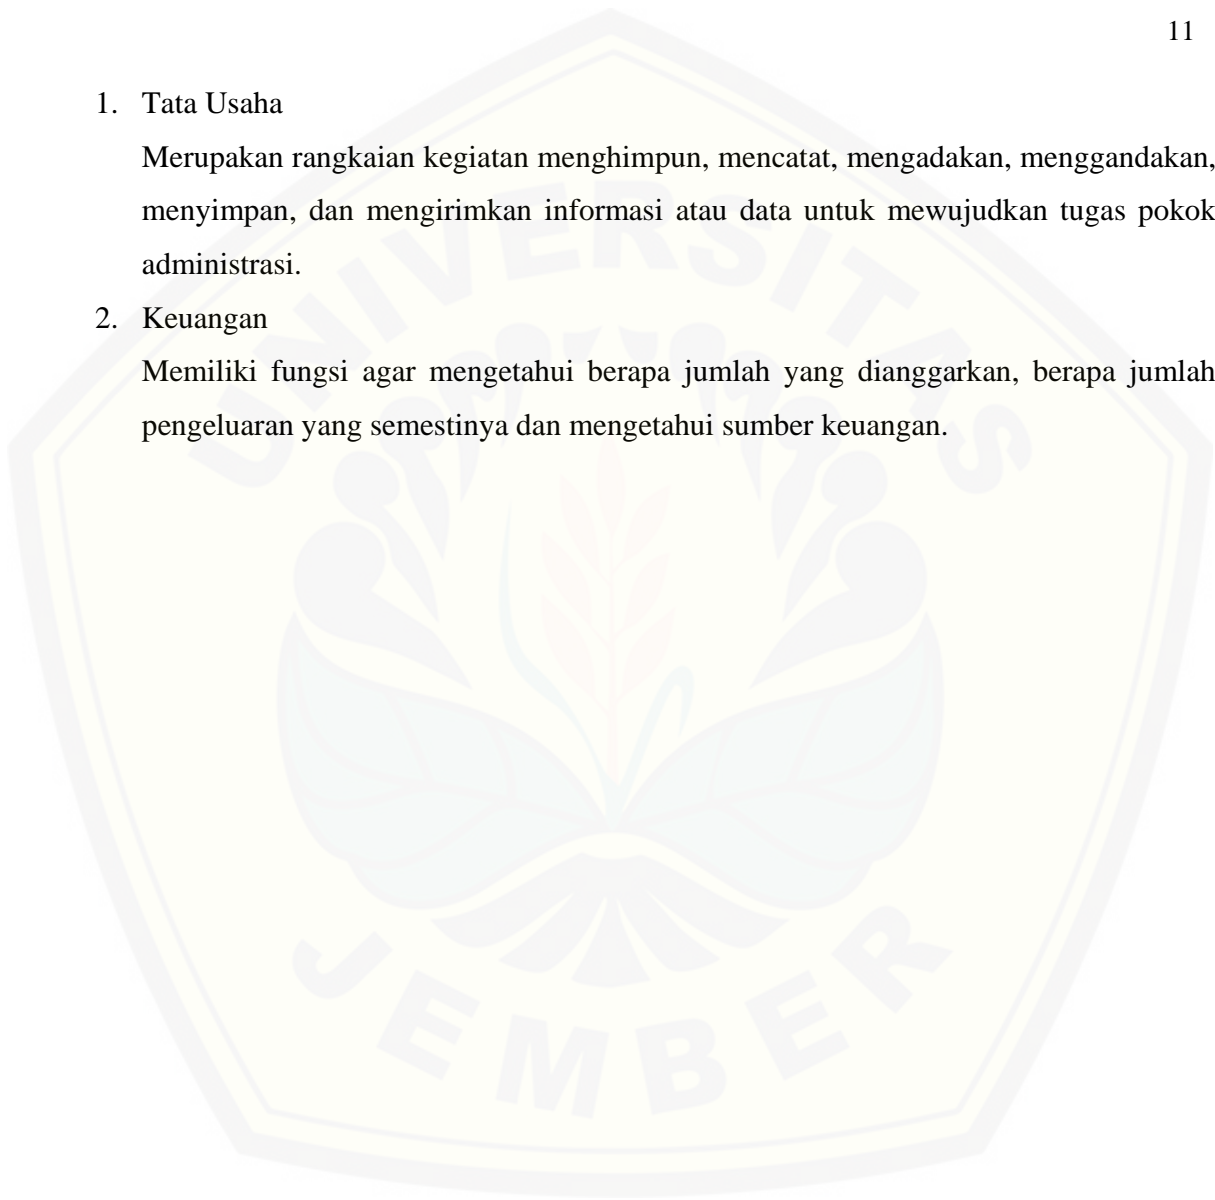 11
1. Tata Usaha
Merupakan rangkaian kegiatan menghimpun, mencatat, mengadakan, menggandakan,
menyimpan, dan mengirimkan informasi atau data untuk mewujudkan tugas pokok
administrasi.
2. Keuangan
Memiliki fungsi agar mengetahui berapa jumlah yang dianggarkan, berapa jumlah
pengeluaran yang semestinya dan mengetahui sumber keuangan.
UNIVERSITAS
JEMBER